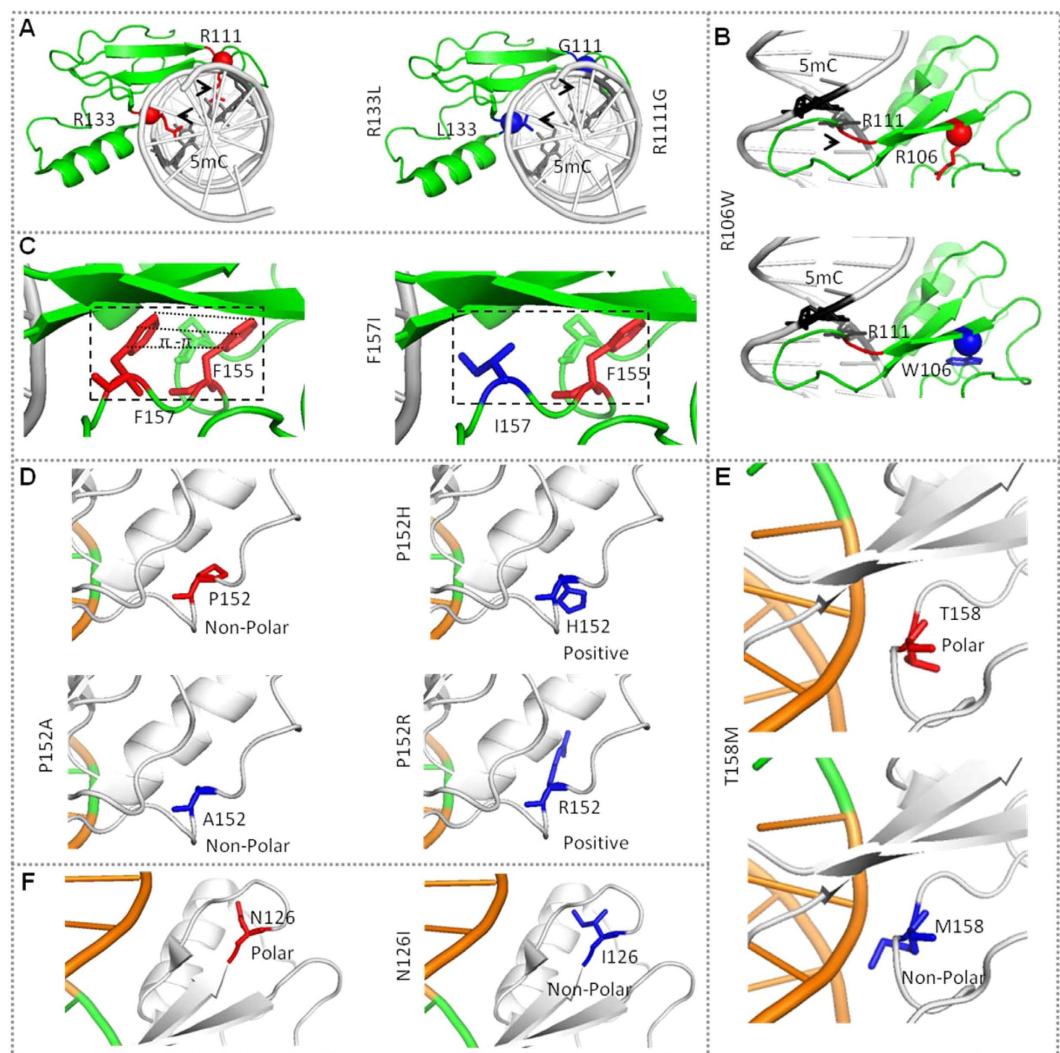 A
R111
R133
5mC
R133L
G111
L133
5mC
R1111G
B
5mC
R111
R106
R106W
5mC
R111
W106
C
π -π
F155
F157
F157I
F155
I157
D
P152
Non-Polar
P152H
H152
Positive
P152A
A152
Non-Polar
P152R
R152
Positive
E
T158
Polar
T158M
M158
Non-Polar
F
N126
Polar
N126I
I126
Non-Polar